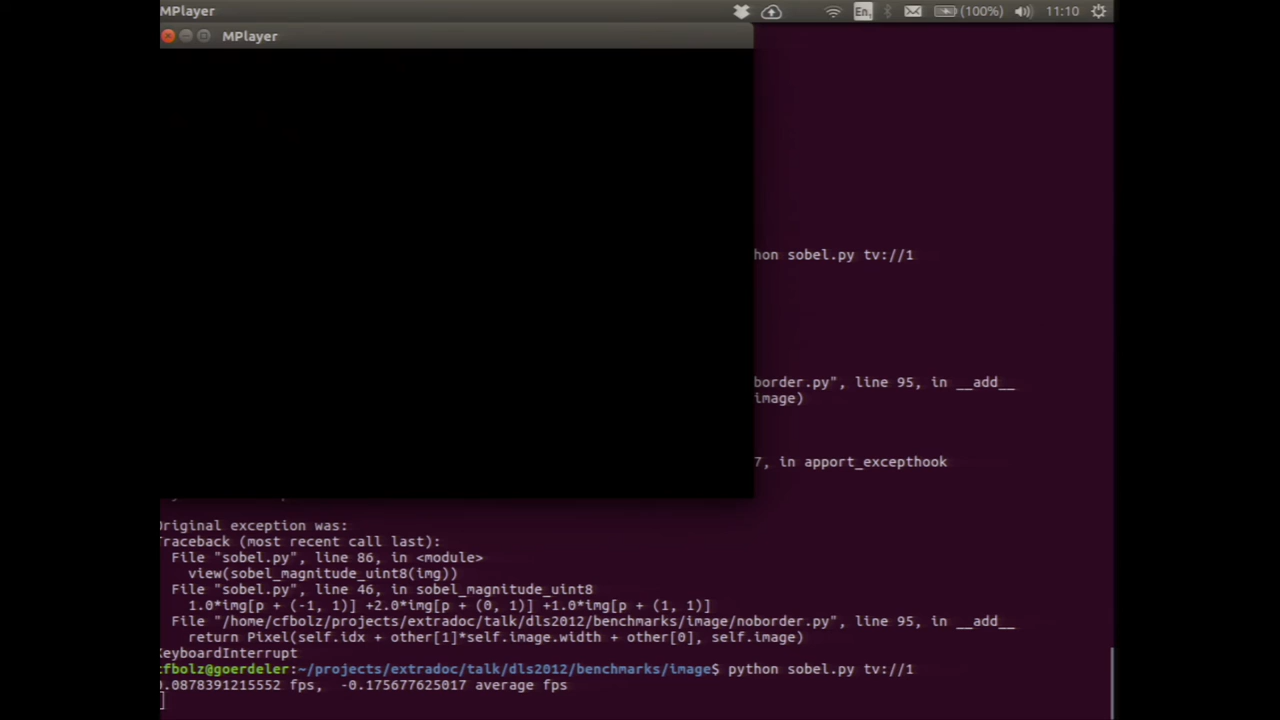 MPlayer
En
(100%)
11:10
MPlayer
hon sobel.py tv://1
border.py", line 95, in __add__
image)
7, in apport_excepthook
Original exception was:
Traceback (most recent call last):
File "sobel.py", line 86, in <module>
view(sobel_magnitude_uint8(img))
File "sobel.py", line 46, in sobel_magnitude_uint8
1.0*img[p + (-1, 1)] +2.0*img[p + (0, 1)] +1.0*img[p + (1, 1)]
File "/home/cfbolz/projects/extradoc/talk/dls2012/benchmarks/image/noborder.py", line 95, in __add__
return Pixel(self.idx + other[1]*self.image.width + other[0], self.image)
KeyboardInterrupt
cfbolz@goerdeler:~/projects/extradoc/talk/dls2012/benchmarks/image$ python sobel.py tv://1
.0878391215552 fps, -0.175677625017 average fps